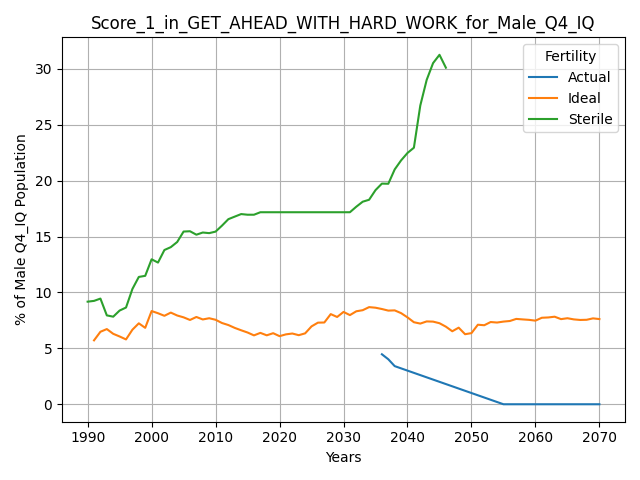 Score_1_in_GET_AHEAD_WITH_HARD_WORK_for_Male_Q4_IQ
Fertility
Actual
Ideal
Sterile
% of Male Q4_IQ Population
30
25
20
15
10
5
0
1990 2000 2010 2020 2030 2040 2050 2060 2070
Years